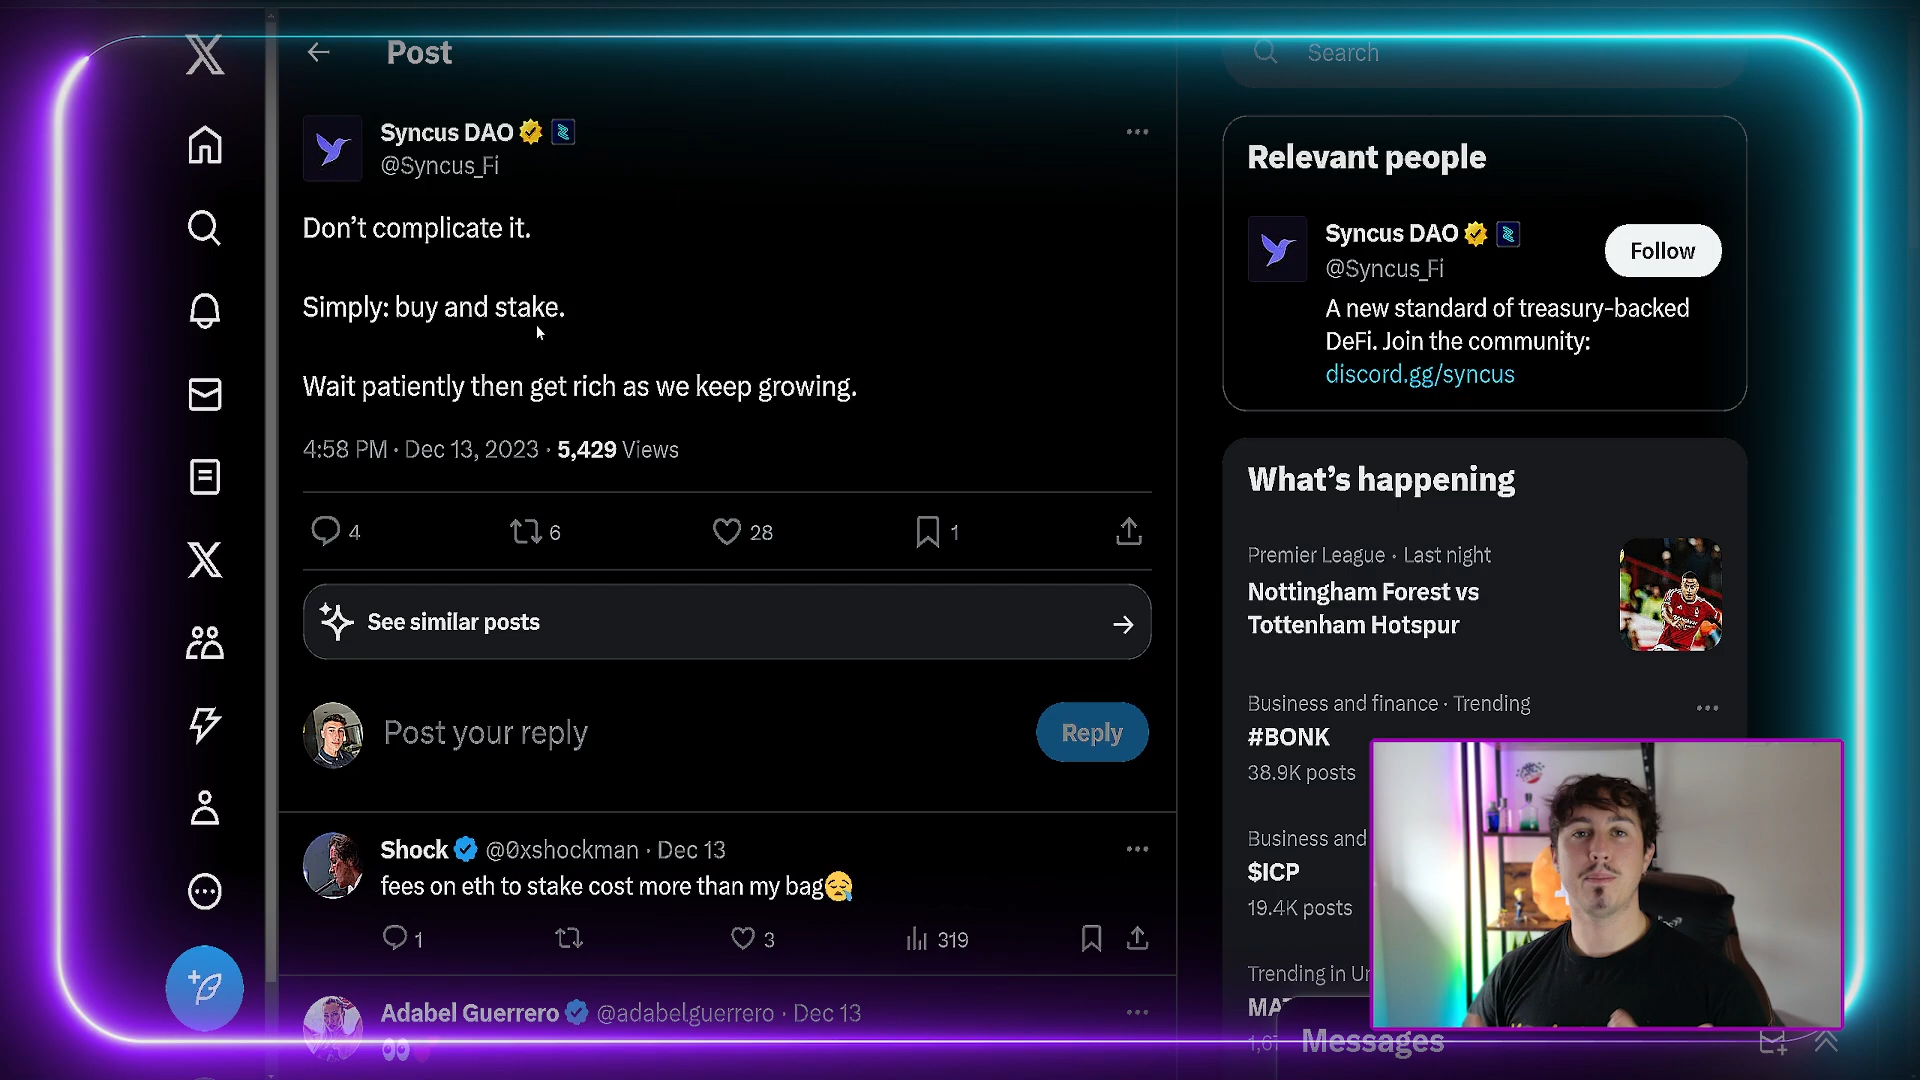 Post
Search
Syncus DAO
@Syncus_Fi
Don’t complicate it.
Simply: buy and stake.
Wait patiently then get rich as we keep growing.
4:58 PM · Dec 13, 2023 · 5,429 Views
4
6
28
1
See similar posts
Post your reply
Reply
Shock @0xshockman · Dec 13
fees on eth to stake cost more than my bag😪
1
3
319
Adabel Guerrero @adabelguerrero · Dec 13
👀
Relevant people
Syncus DAO
@Syncus_Fi
Follow
A new standard of treasury-backed
DeFi. Join the community:
discord.gg/syncus
What’s happening
Premier League · Last night
Nottingham Forest vs
Tottenham Hotspur
Business and finance · Trending
#BONK
38.9K posts
Business and
$ICP
19.4K posts
Trending in
Messages